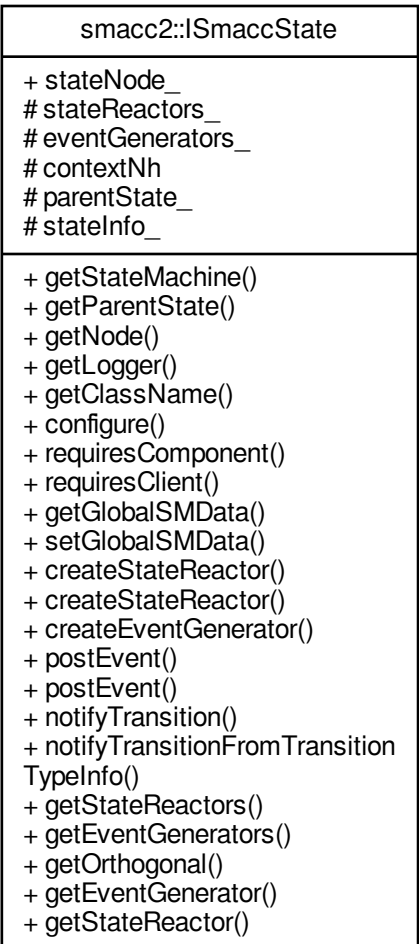 smacc2::ISmaccState
+ stateNode_
# stateReactors_
# eventGenerators_
# contextNh
# parentState_
# stateInfo_
+ getStateMachine()
+ getParentState()
+ getNode()
+ getLogger()
+ getClassName()
+ configure()
+ requiresComponent()
+ requiresClient()
+ getGlobalSMData()
+ setGlobalSMData()
+ createStateReactor()
+ createStateReactor()
+ createEventGenerator()
+ postEvent()
+ postEvent()
+ notifyTransition()
+ notifyTransitionFromTransition
TypeInfo()
+ getStateReactors()
+ getEventGenerators()
+ getOrthogonal()
+ getEventGenerator()
+ getStateReactor()